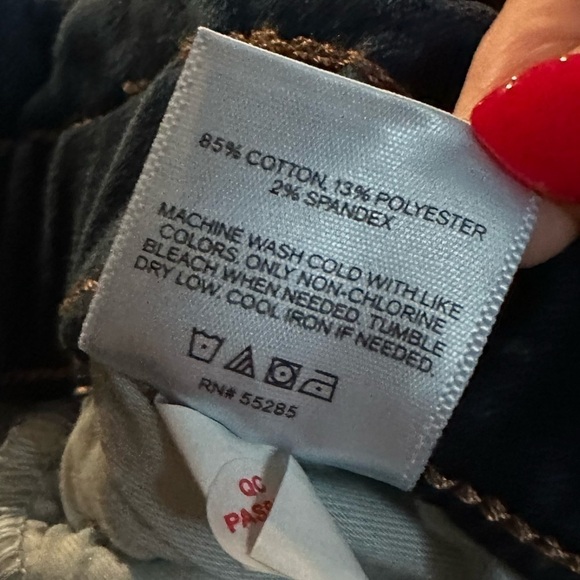 85% COTTON, 13% POLYESTER
2% SPANDEX
MACHINE WASH COLD WITH LIKE
COLORS, ONLY NON-CHLORINE
BLEACH WHEN NEEDED, TUMBLE
DRY LOW, COOL IRON IF NEEDED.
RN# 55285
QC